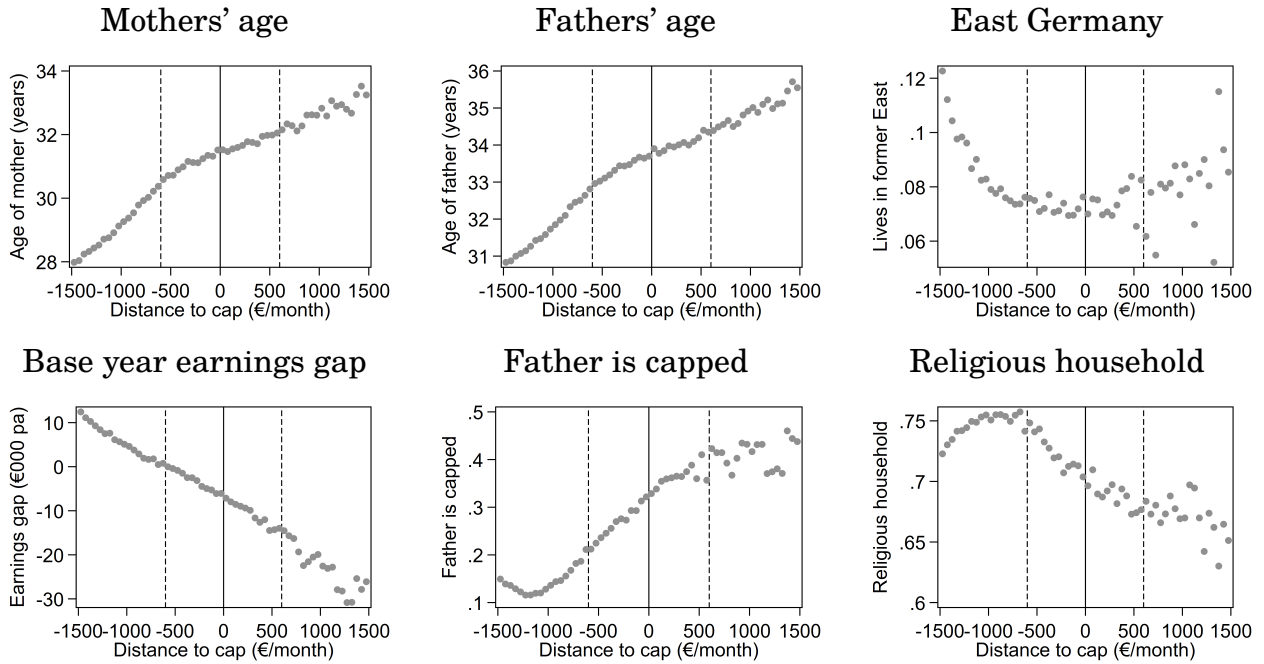 Mothers’ age
Age of mother (years)
34
32
30
28
-1500-1000 -500 0 500 1000 1500
Distance to cap (€/month)
Fathers’ age
Age of father (years)
36
35
34
33
32
31
-1500-1000 -500 0 500 1000 1500
Distance to cap (€/month)
East Germany
Lives in former East
.12
.1
.08
.06
-1500-1000 -500 0 500 1000 1500
Distance to cap (€/month)
Base year earnings gap
Earnings gap (€000 pa)
10
0
-10
-20
-30
-1500-1000 -500 0 500 1000 1500
Distance to cap (€/month)
Father is capped
Father is capped
.5
.4
.3
.2
.1
-1500-1000 -500 0 500 1000 1500
Distance to cap (€/month)
Religious household
Religious household
.75
.7
.65
.6
-1500-1000 -500 0 500 1000 1500
Distance to cap (€/month)